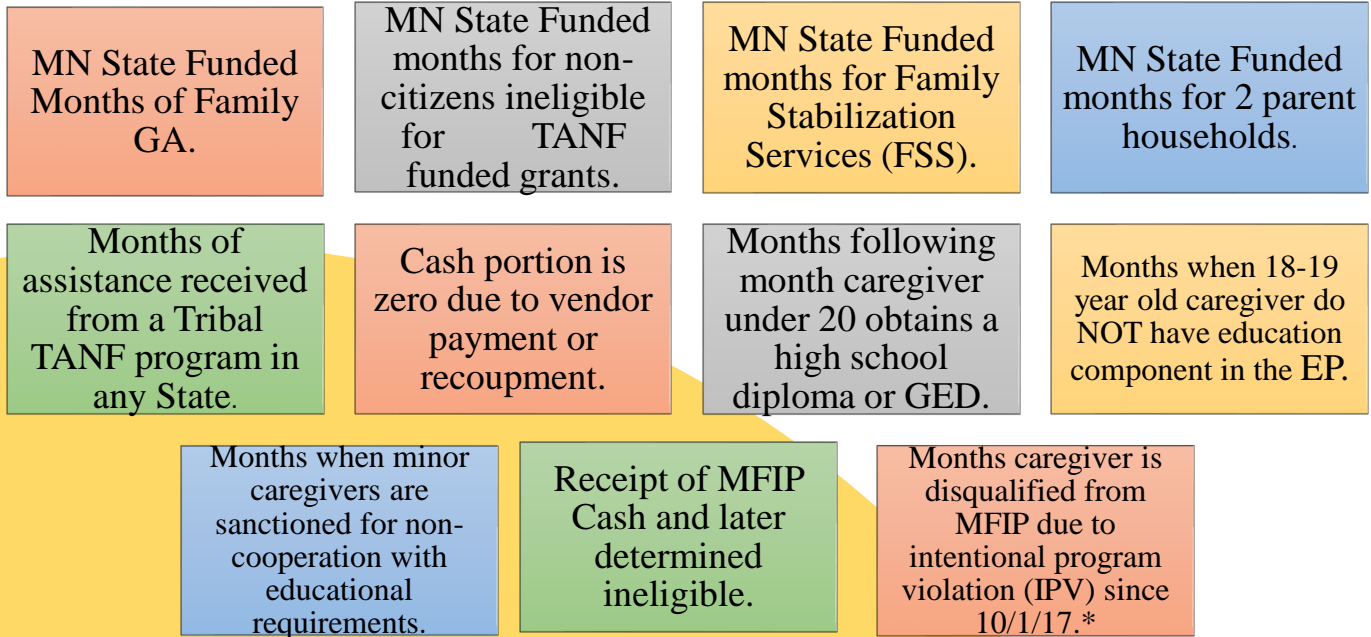 MN State Funded
Months of Family
GA.
MN State Funded
months for non-
citizens ineligible
for TANF
funded grants.
MN State Funded
months for Family
Stabilization
Services (FSS).
MN State Funded
months for 2 parent
households.
Months of
assistance received
from a Tribal
TANF program in
any State.
Cash portion is
zero due to vendor
payment or
recoupment.
Months following
month caregiver
under 20 obtains a
high school
diploma or GED.
Months when 18-19
year old caregiver do
NOT have education
component in the EP.
Months when minor
caregivers are
sanctioned for non-
cooperation with
educational
requirements.
Receipt of MFIP
Cash and later
determined
ineligible.
Months caregiver is
disqualified from
MFIP due to
intentional program
violation (IPV) since
10/1/17.*